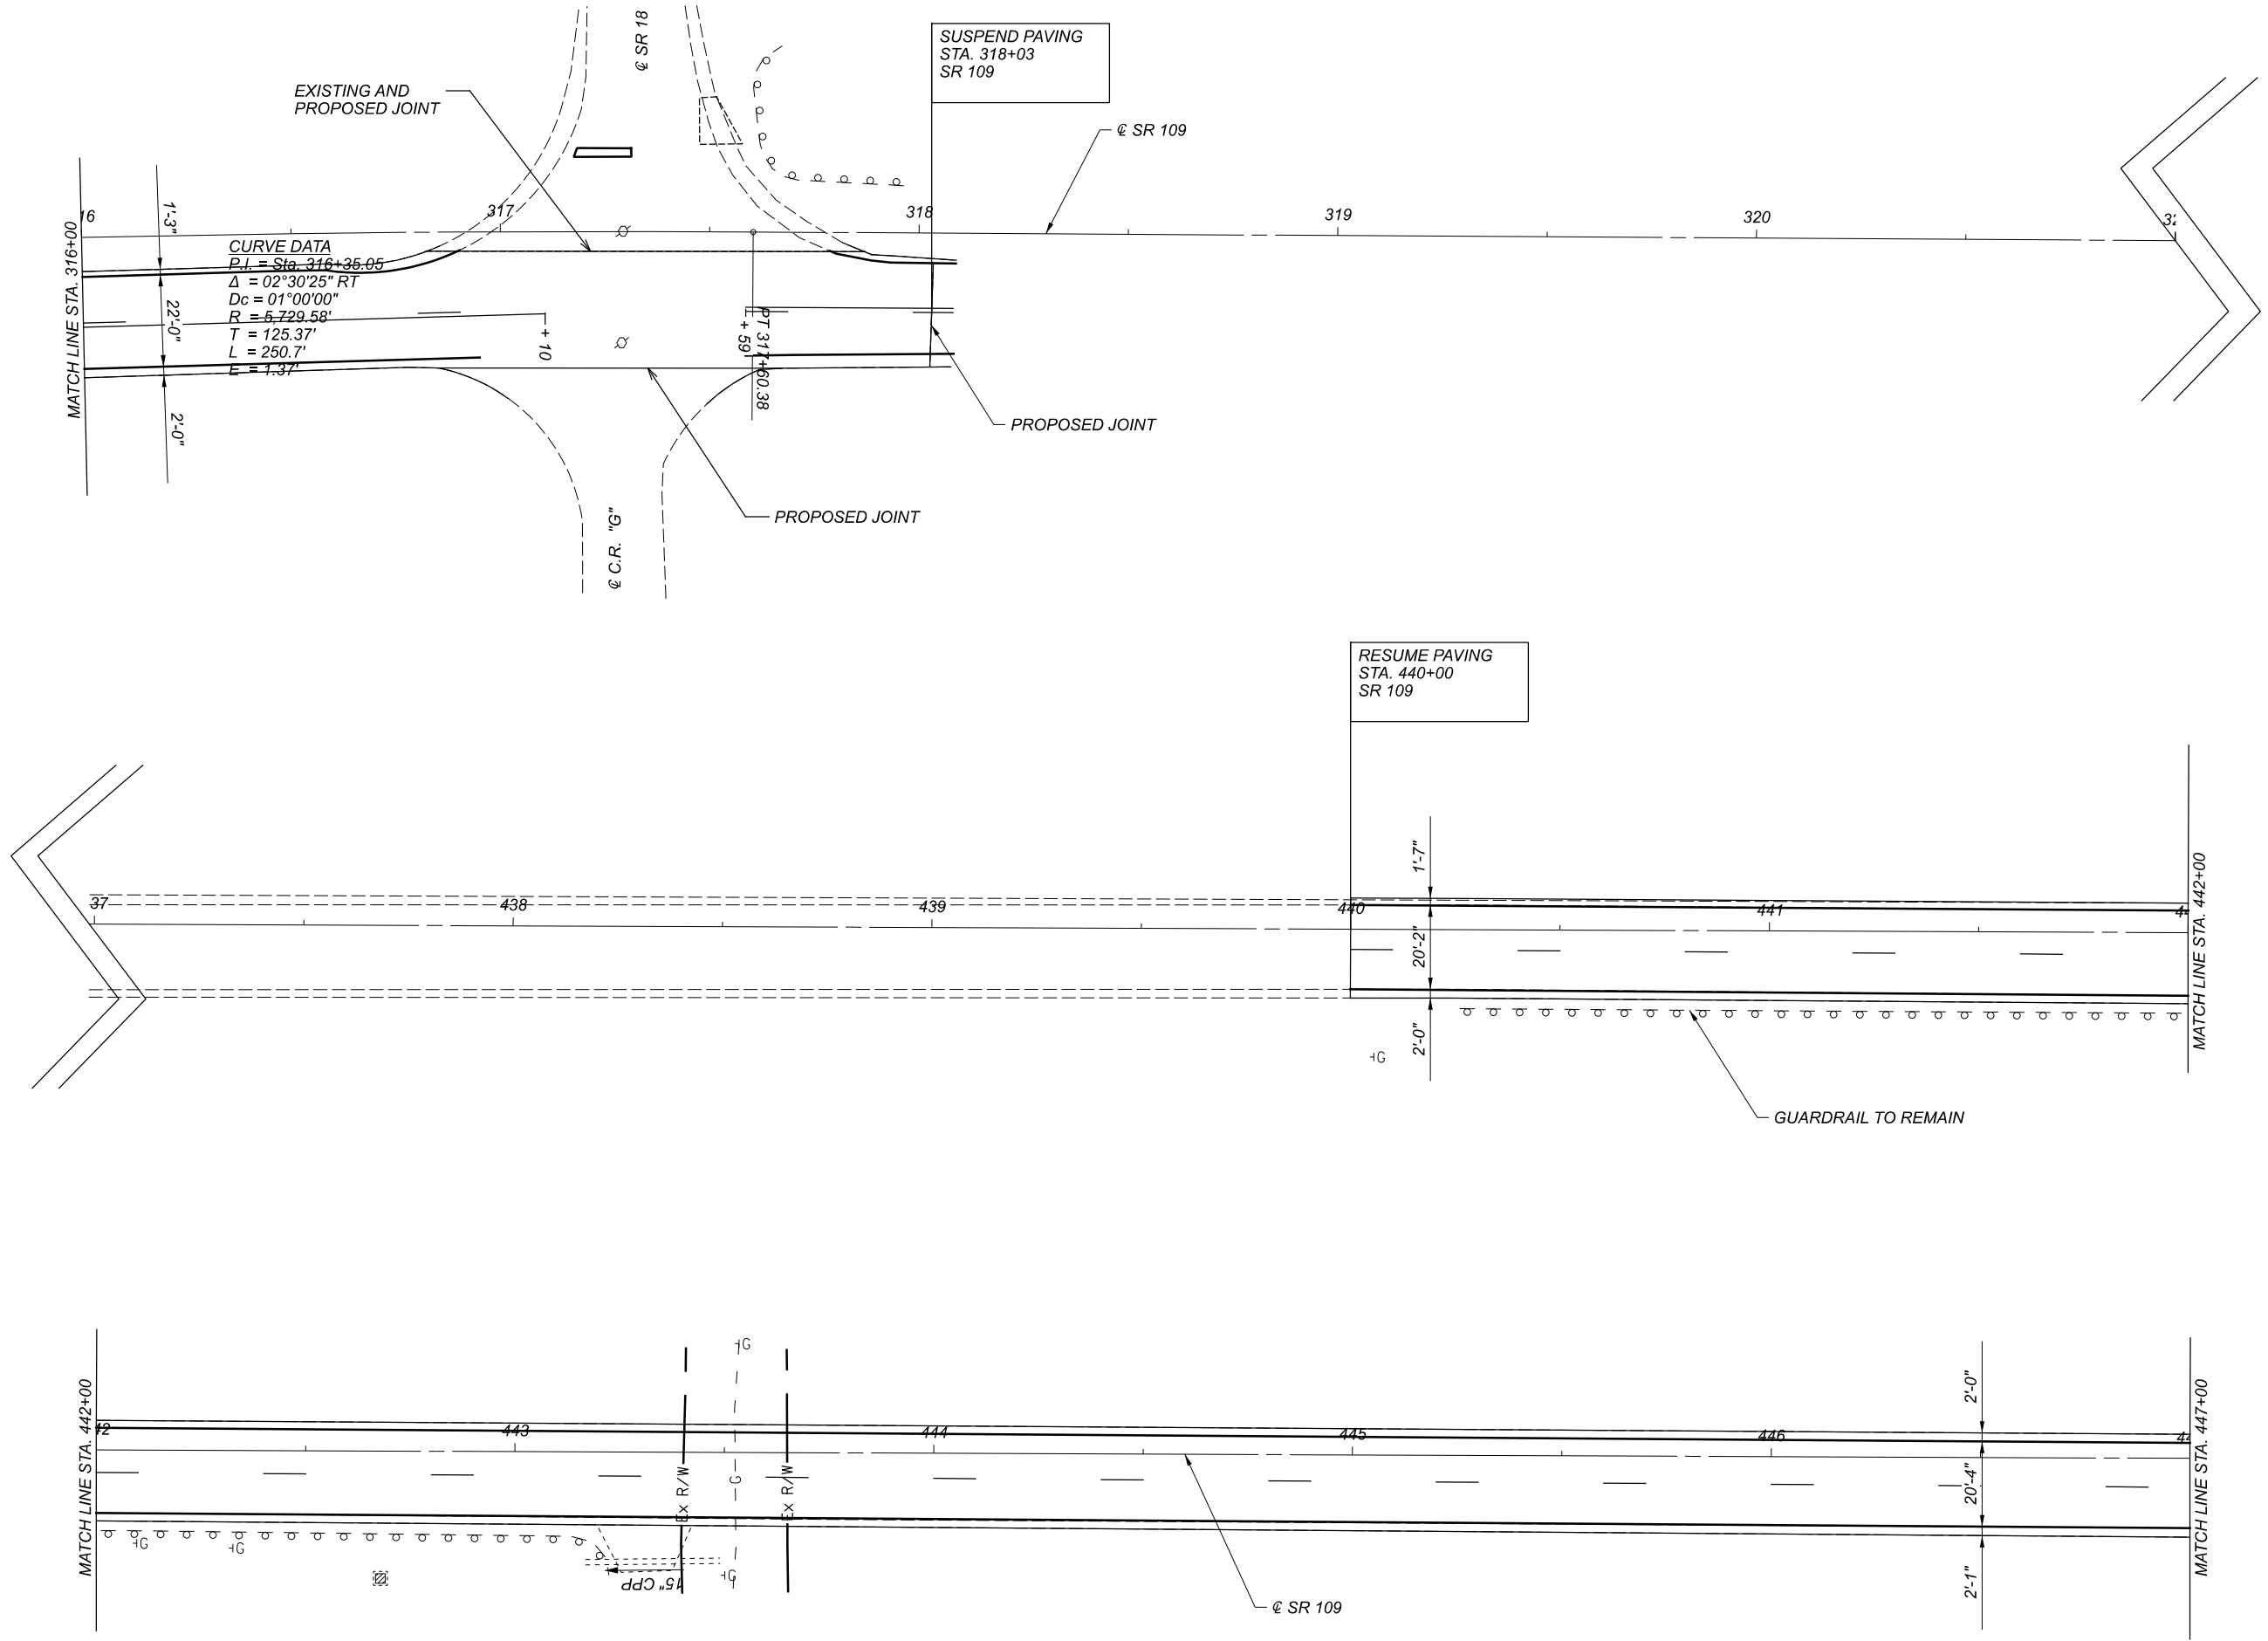 ℄ SR 18
SUSPEND PAVING
STA. 318+03
SR 109
EXISTING AND
PROPOSED JOINT
℄ SR 109
MATCH LINE STA. 316+00
16
317
318
319
320
1'-3"
22'-0"
2'-0"
CURVE DATA
P.I. = Sta. 316+35.05
Δ = 02°30'25" RT
Dc = 01°00'00"
R = 5,729.58'
T = 125.37'
L = 250.7'
E = 1.37'
+ 10
+ 59
PT 317+60.38
PROPOSED JOINT
PROPOSED JOINT
℄ C.R. "G"
RESUME PAVING
STA. 440+00
SR 109
37
438
439
440
441
44
1'-7"
20'-2"
2'-0"
MATCH LINE STA. 442+00
G
GUARDRAIL TO REMAIN
MATCH LINE STA. 442+00
42
443
444
445
446
44
G
Ex R/W
G
Ex R/W
G
G
G
15" CPP
2'-0"
20'-4"
2'-1"
MATCH LINE STA. 447+00
℄ SR 109